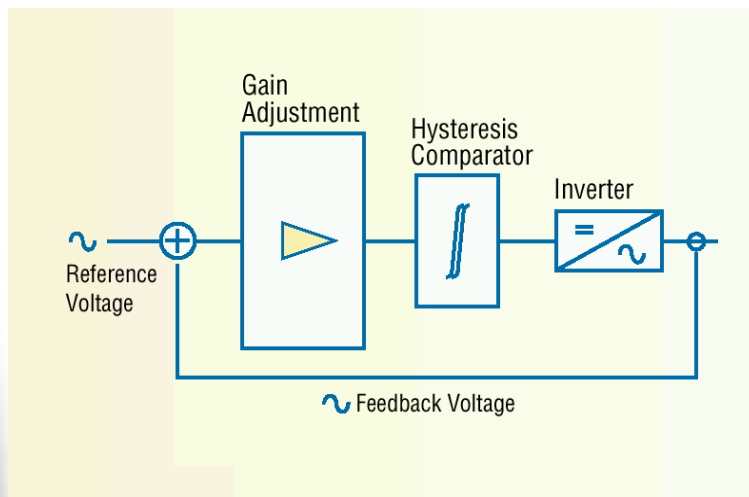 Gain
Adjustment
Hysteresis
Comparator
Inverter
Reference
Voltage
Feedback Voltage